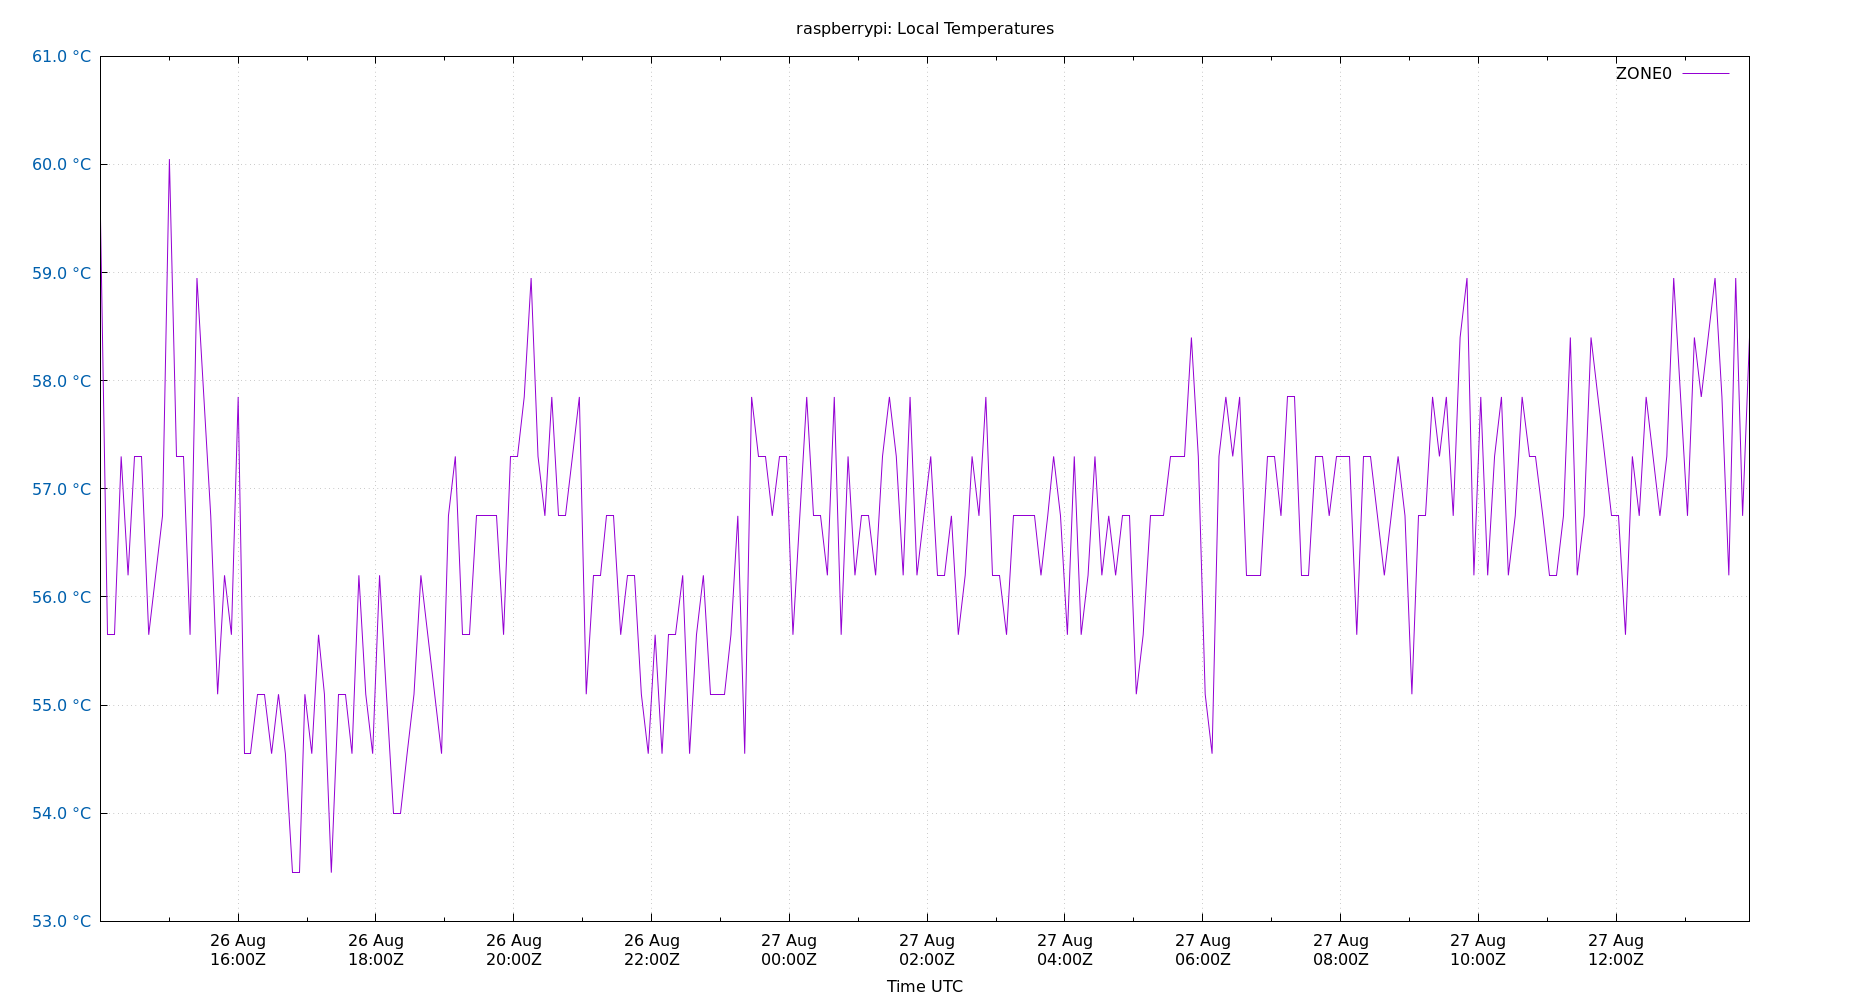 raspberrypi: Local Temperatures
61.0 °C
ZONE0
60.0 °C
59.0 °C
58.0 °C
57.0 °C
56.0 °C
55.0 °C
54.0 °C
53.0 °C
26 Aug 26 Aug 26 Aug 26 Aug 27 Aug 27 Aug 27 Aug 27 Aug 27 Aug 27 Aug 27 Aug
16:00Z 18:00Z 20:00Z 22:00Z 00:00Z 02:00Z 04:00Z 06:00Z 08:00Z 10:00Z 12:00Z
Time UTC